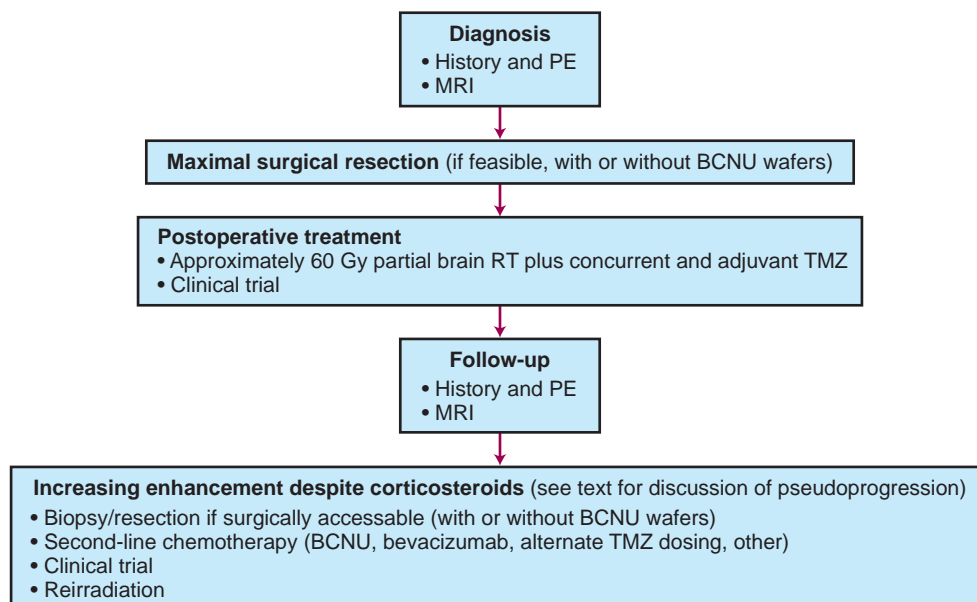 Diagnosis
• History and PE
• MRI
Maximal surgical resection (if feasible, with or without BCNU wafers)
Postoperative treatment
• Approximately 60 Gy partial brain RT plus concurrent and adjuvant TMZ
• Clinical trial
Follow-up
• History and PE
• MRI
Increasing enhancement despite corticosteroids (see text for discussion of pseudoprogression)
• Biopsy/resection if surgically accessable (with or without BCNU wafers)
• Second-line chemotherapy (BCNU, bevacizumab, alternate TMZ dosing, other)
• Clinical trial
• Reirradiation